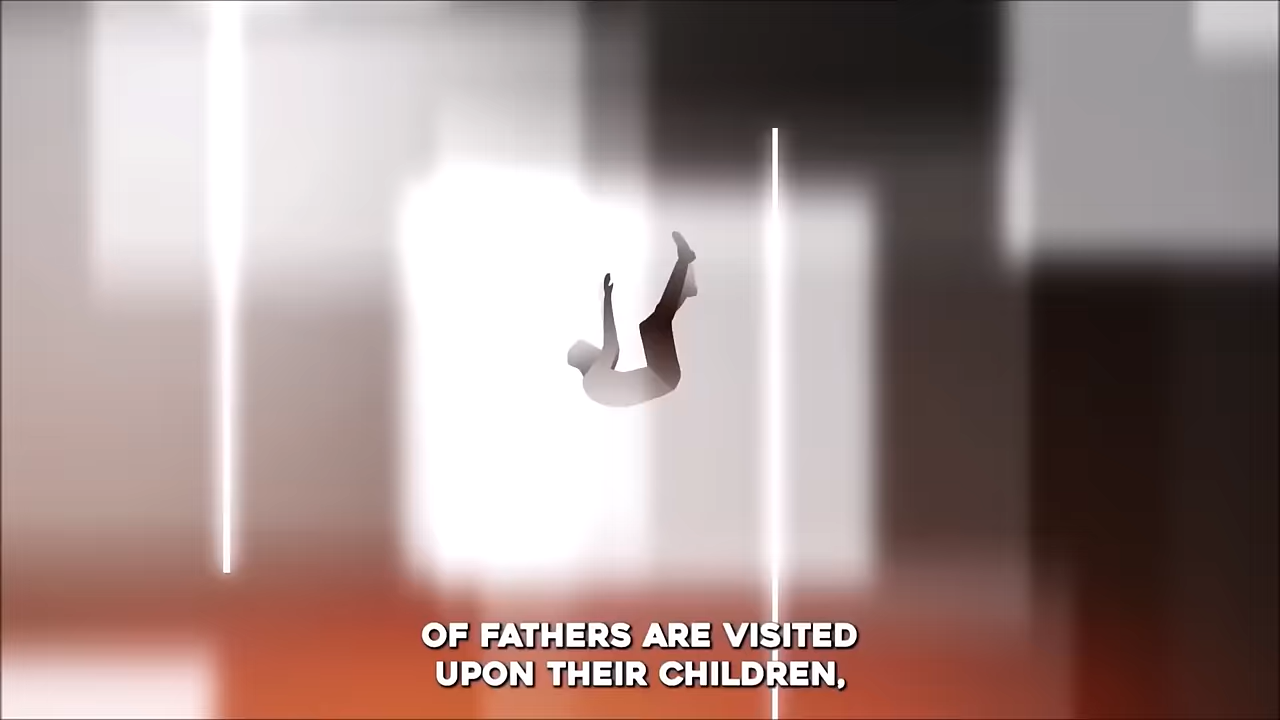 OF FATHERS ARE VISITED
UPON THEIR CHILDREN,